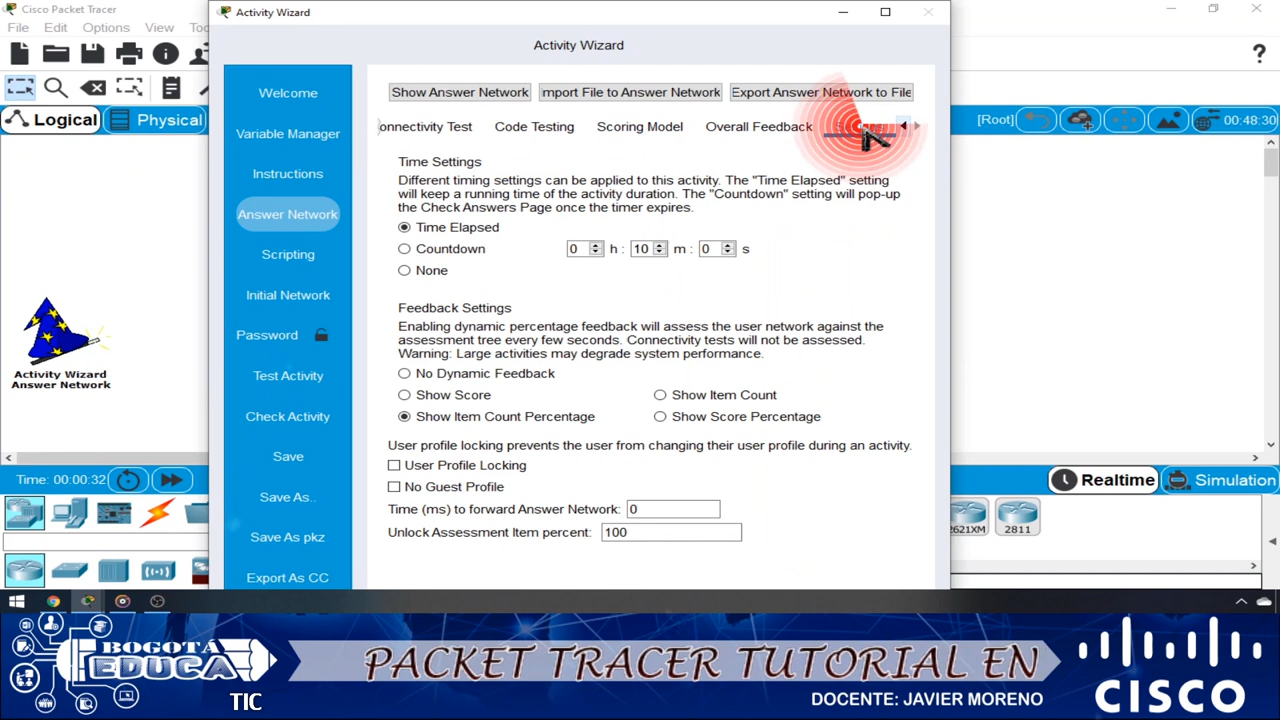 Cisco Packet Tracer
File Edit Options View
Activity Wizard
Activity Wizard
Logical
Physical
[Root]
00:48:30
Welcome
Variable Manager
Instructions
Answer Network
Scripting
Initial Network
Password
Test Activity
Check Activity
Save
Save As..
Save As pkz
Export As CC
Show Answer Network
mport File to Answer Network
Export Answer Network to File
onnectivity Test
Code Testing
Scoring Model
Overall Feedback
Time Settings
Different timing settings can be applied to this activity. The "Time Elapsed" setting
will keep a running time of the activity duration. The "Countdown" setting will pop-up
the Check Answers Page once the timer expires.
Time Elapsed
Countdown 0 h : 10 m : 0 s
None
Feedback Settings
Enabling dynamic percentage feedback will assess the user network against the
assessment tree every few seconds. Connectivity tests will not be assessed.
Warning: Large activities may degrade system performance.
No Dynamic Feedback
Show Score Show Item Count
Show Item Count Percentage Show Score Percentage
User profile locking prevents the user from changing their user profile during an activity.
User Profile Locking
No Guest Profile
Time (ms) to forward Answer Network: 0
Unlock Assessment Item percent: 100
Activity Wizard
Answer Network
Time: 00:00:32
Realtime
Simulation
2621XM
2811
BOGOTÁ
EDUCA
TIC
PACKET TRACER TUTORIAL EN
DOCENTE: JAVIER MORENO
CISCO